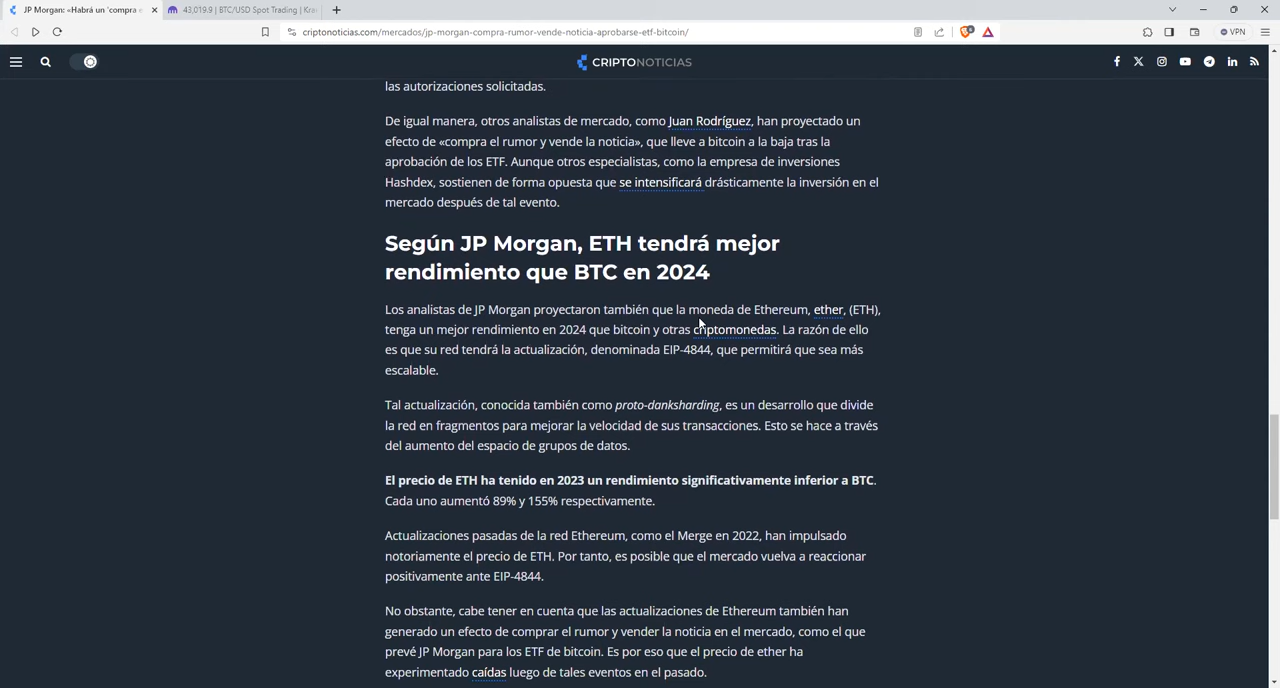 JP Morgan: «Habrá un 'compra e
43,019.9 | BTC/USD Spot Trading | Kra
criptonoticias.com/mercados/jp-morgan-compra-rumor-vende-noticia-aprobarse-etf-bitcoin/
VPN
CRIPTONOTICIAS
las autorizaciones solicitadas.
De igual manera, otros analistas de mercado, como Juan Rodríguez, han proyectado un
efecto de «compra el rumor y vende la noticia», que lleve a bitcoin a la baja tras la
aprobación de los ETF. Aunque otros especialistas, como la empresa de inversiones
Hashdex, sostienen de forma opuesta que se intensificará drásticamente la inversión en el
mercado después de tal evento.
Según JP Morgan, ETH tendrá mejor
rendimiento que BTC en 2024
Los analistas de JP Morgan proyectaron también que la moneda de Ethereum, ether, (ETH),
tenga un mejor rendimiento en 2024 que bitcoin y otras criptomonedas. La razón de ello
es que su red tendrá la actualización, denominada EIP-4844, que permitirá que sea más
escalable.
Tal actualización, conocida también como proto-danksharding, es un desarrollo que divide
la red en fragmentos para mejorar la velocidad de sus transacciones. Esto se hace a través
del aumento del espacio de grupos de datos.
El precio de ETH ha tenido en 2023 un rendimiento significativamente inferior a BTC.
Cada uno aumentó 89% y 155% respectivamente.
Actualizaciones pasadas de la red Ethereum, como el Merge en 2022, han impulsado
notoriamente el precio de ETH. Por tanto, es posible que el mercado vuelva a reaccionar
positivamente ante EIP-4844.
No obstante, cabe tener en cuenta que las actualizaciones de Ethereum también han
generado un efecto de comprar el rumor y vender la noticia en el mercado, como el que
prevé JP Morgan para los ETF de bitcoin. Es por eso que el precio de ether ha
experimentado caídas luego de tales eventos en el pasado.